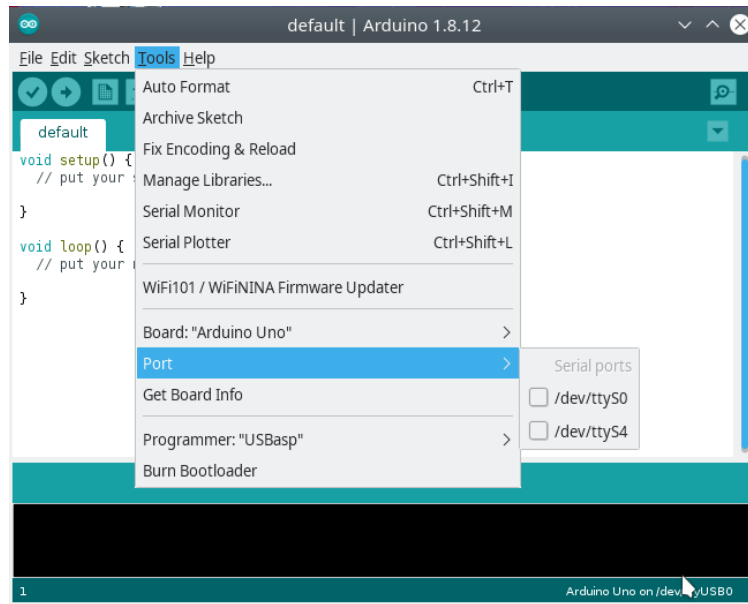 default | Arduino 1.8.12
File Edit Sketch Tools Help
default
void setup() {
// put your
}
void loop() {
// put your
}
Auto Format Ctrl+T
Archive Sketch
Fix Encoding & Reload
Manage Libraries... Ctrl+Shift+I
Serial Monitor Ctrl+Shift+M
Serial Plotter Ctrl+Shift+L
WiFi101 / WiFiNINA Firmware Updater
Board: "Arduino Uno"
Port
Get Board Info
Programmer: "USBasp"
Burn Bootloader
Serial ports
/dev/ttyS0
/dev/ttyS4
1
Arduino Uno on /dev/ttyUSB0